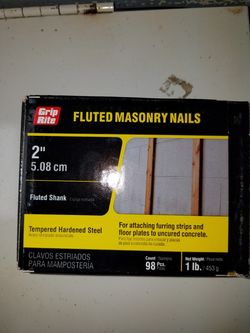 Grip
Rite
FLUTED MASONRY NAILS
2"
5.08 cm
Fluted Shank
Tempered Hardened Steel
CLAVOS ESTRIADOS
PARA MAMPOSTERÍA
For attaching furring strips and
floor plates to uncured concrete.
Count
98 Pcs.
Net Weight
1 lb. / 453 g